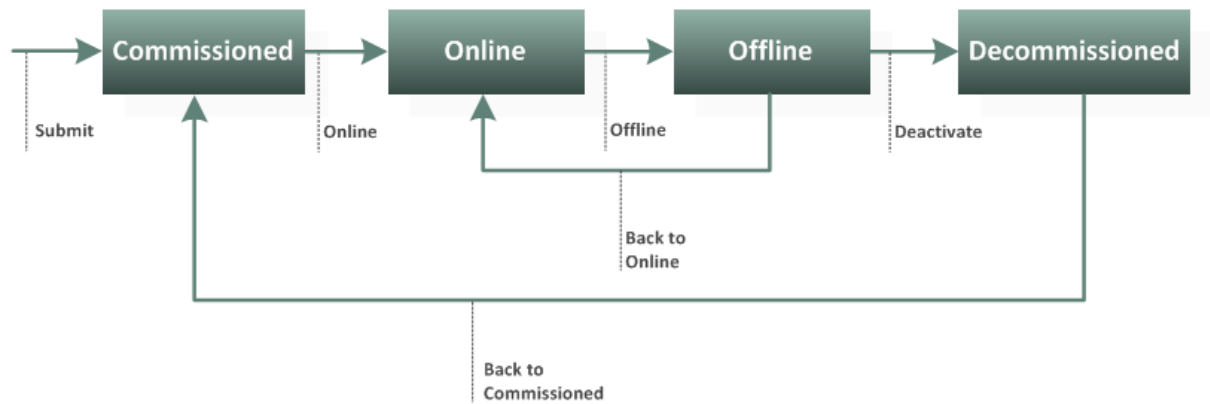 Commissioned
Online
Offline
Decommissioned
Submit
Online
Offline
Deactivate
Back to
Online
Back to
Commissioned